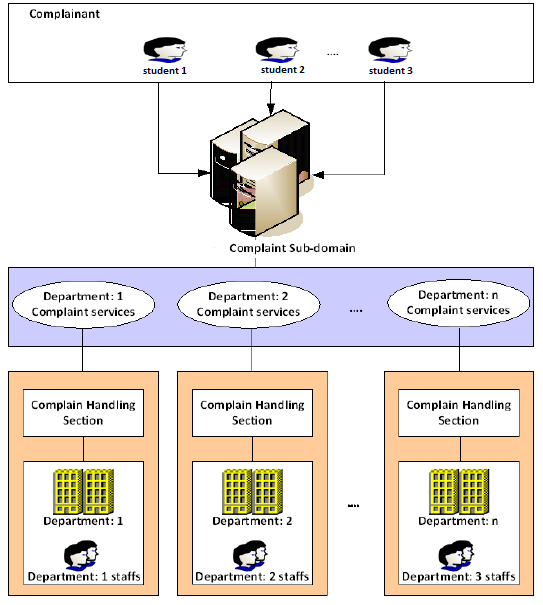 Complainant
....
student 1
student 2
student 3
Complaint Sub-domain
Department: 1
Complaint services
Department: 2
Complaint services
....
Department: n
Complaint services
Complain Handling
Section
Complain Handling
Section
Complain Handling
Section
Department: 1
Department: 2
....
Department: n
Department: 1 staffs
Department: 2 staffs
Department: 3 staffs